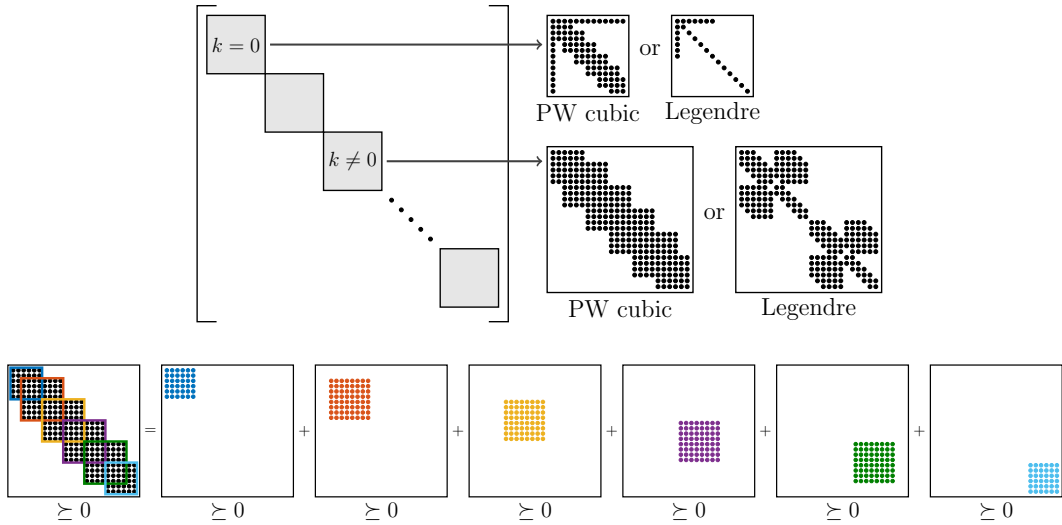 k = 0
or
PW cubic
Legendre
k ≠ 0
or
PW cubic
Legendre
= + + + + +
⪰ 0 ⪰ 0 ⪰ 0 ⪰ 0 ⪰ 0 ⪰ 0 ⪰ 0